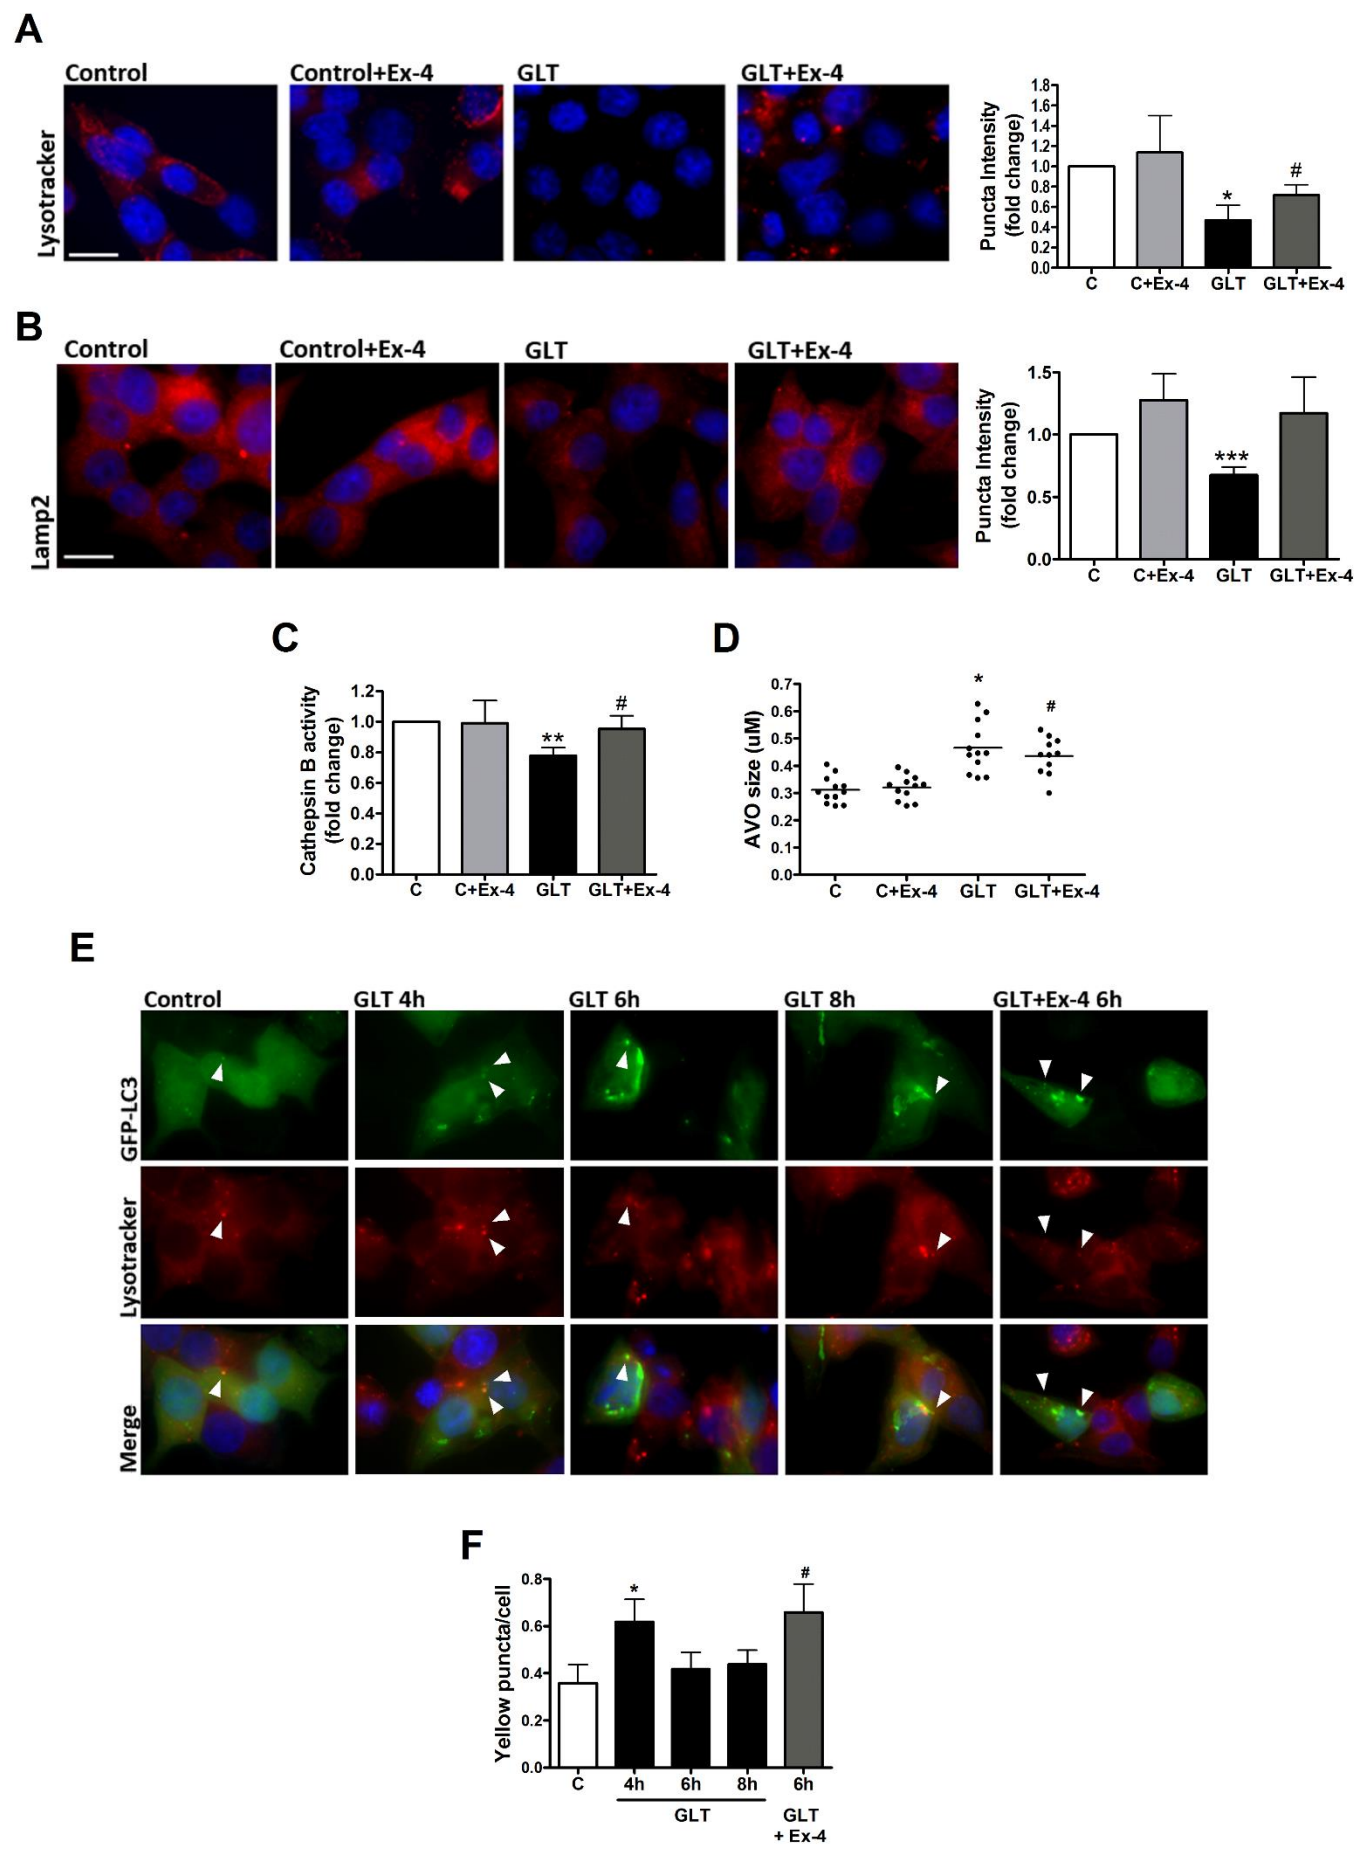 A
Control
Control+Ex-4
GLT
GLT+Ex-4
Lysotracker
Puncta Intensity
(fold change)
1.8
1.6
1.4
1.2
1.0
0.8
0.6
0.4
0.2
0.0
*
#
C
C+Ex-4
GLT
GLT+Ex-4
B
Control
Control+Ex-4
GLT
GLT+Ex-4
Lamp2
Puncta Intensity
(fold change)
1.5
1.0
0.5
0.0
***
C
C+Ex-4
GLT
GLT+Ex-4
C
Cathepsin B activity
(fold change)
1.2
1.0
0.8
0.6
0.4
0.2
0.0
**
#
C
C+Ex-4
GLT
GLT+Ex-4
D
AVO size (uM)
0.7
0.6
0.5
0.4
0.3
0.2
0.1
0.0
*
#
C
C+Ex-4
GLT
GLT+Ex-4
E
Control
GLT 4h
GLT 6h
GLT 8h
GLT+Ex-4 6h
GFP-LC3
Lysotracker
Merge
F
Yellow puncta/cell
0.8
0.6
0.4
0.2
0.0
*
#
C
4h
6h
8h
6h
GLT
GLT
+ Ex-4